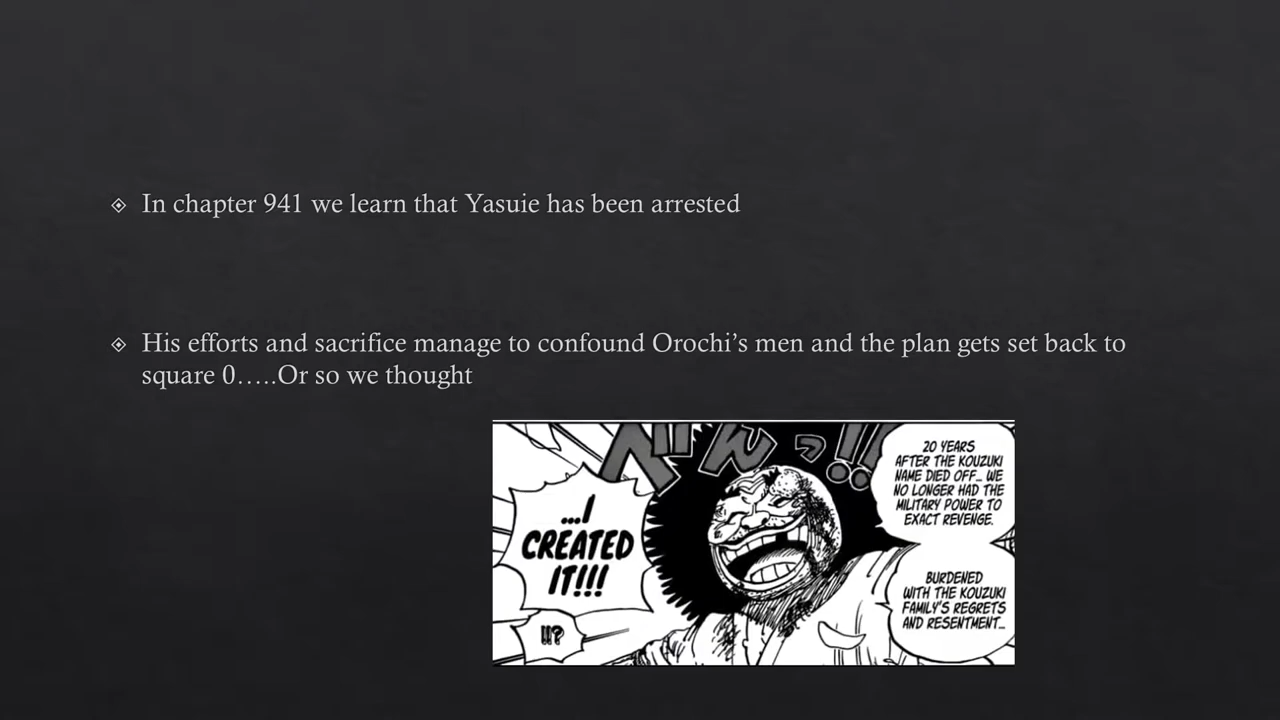 In chapter 941 we learn that Yasuie has been arrested
His efforts and sacrifice manage to confound Orochi’s men and the plan gets set back to
square 0…..Or so we thought
20 YEARS
AFTER THE KOUZUKI
NAME DIED OFF... WE
NO LONGER HAD THE
MILITARY POWER TO
EXACT REVENGE.
...I
CREATED
IT!!!
BURDENED
WITH THE KOUZUKI
FAMILY'S REGRETS
AND RESENTMENT...
!!?